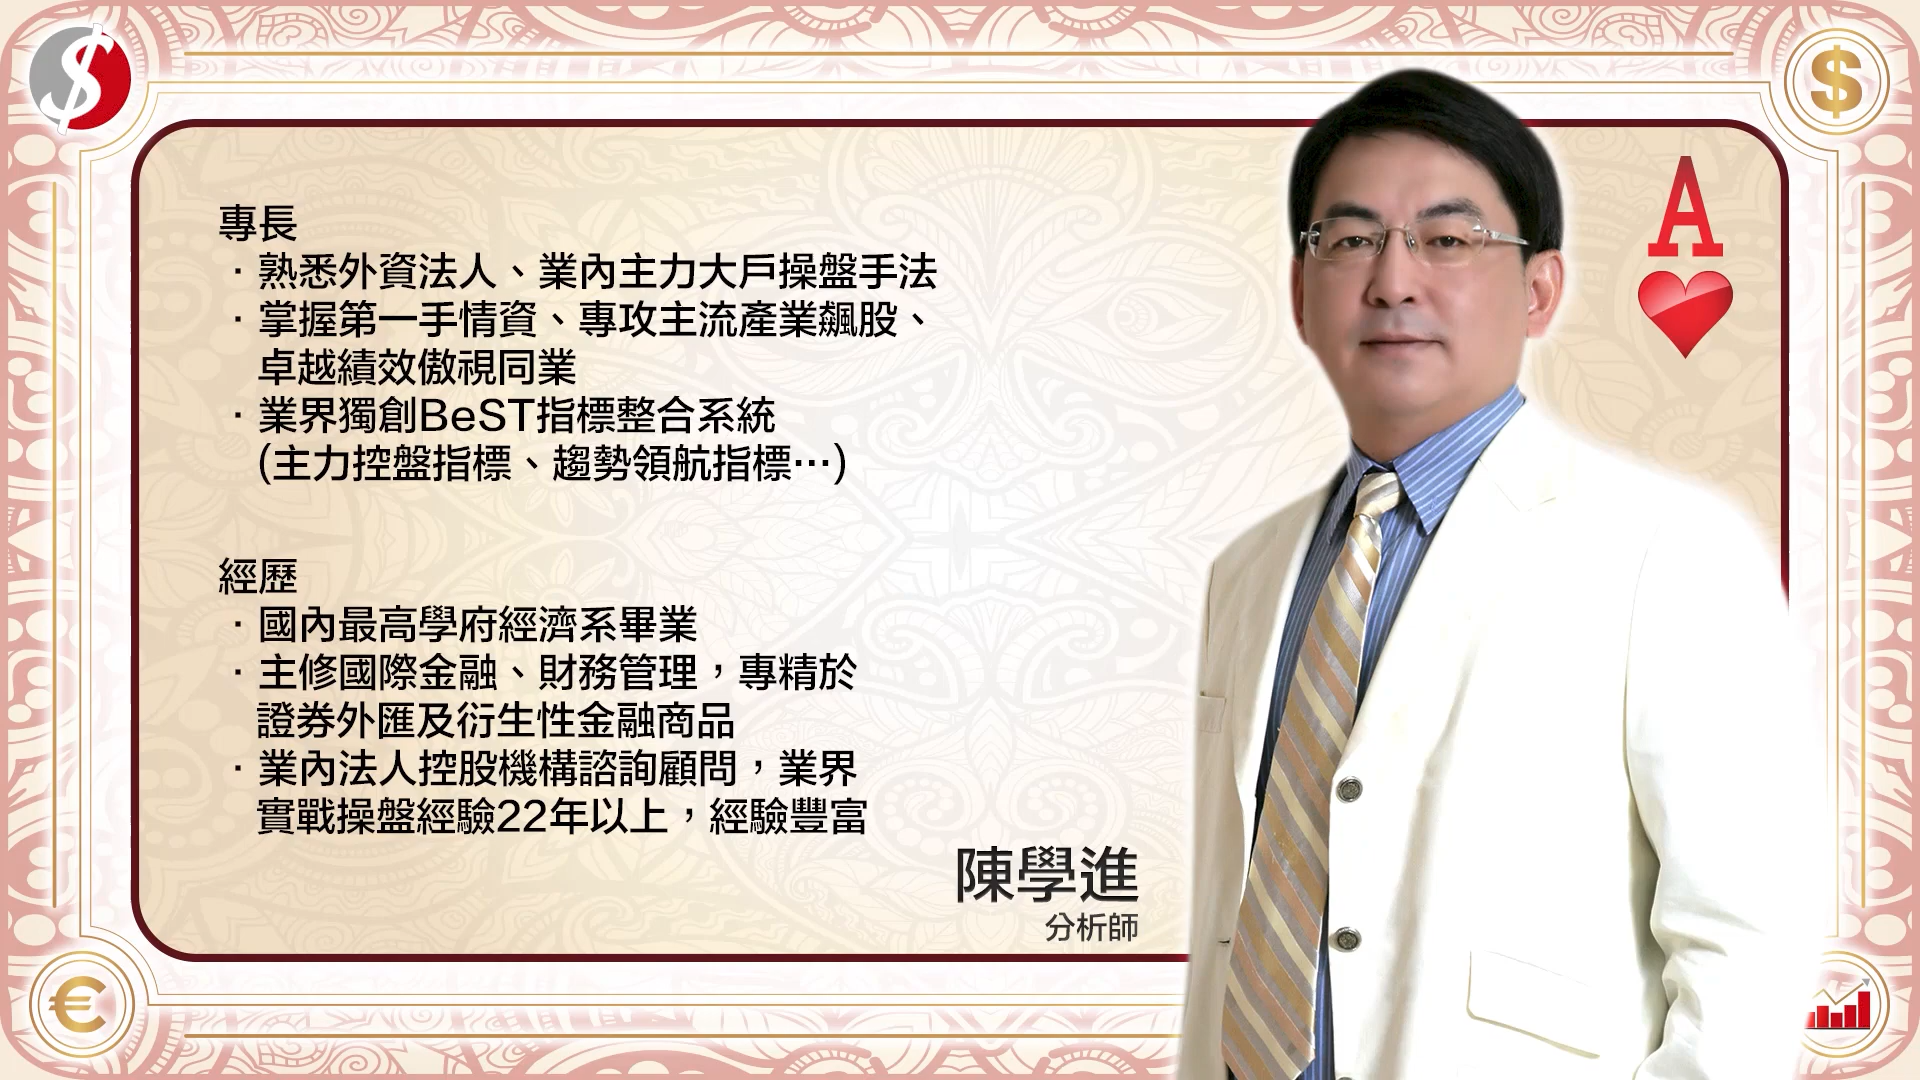 專長
·熟悉外資法人、業內主力大戶操盤手法
·掌握第一手情資、專攻主流產業飆股、
卓越績效傲視同業
·業界獨創BeST指標整合系統
(主力控盤指標、趨勢領航指標…)
經歷
·國內最高學府經濟系畢業
·主修國際金融、財務管理，專精於
證券外匯及衍生性金融商品
·業內法人控股機構諮詢顧問，業界
實戰操盤經驗22年以上，經驗豐富
陳學進
分析師
A
$
$
€